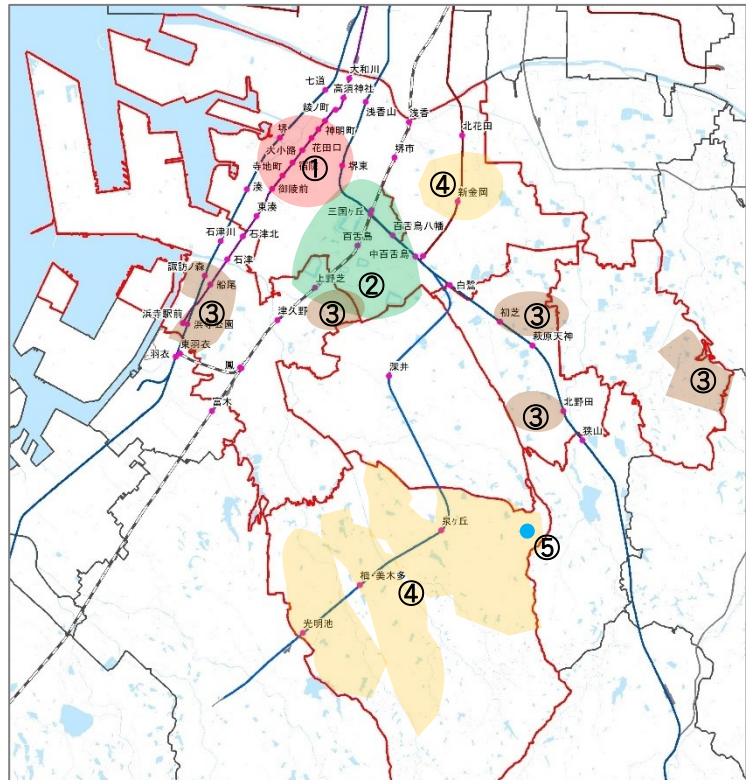 大和川
七道
高須神社
綾ノ町
浅香山
浅香
神明町
北花田
堺
花田口
大小路
①
堺市
寺地町
宿院
堺東
④
湊
御陵前
新金岡
東湊
三国ヶ丘
石津川
石津北
百舌鳥八幡
百舌鳥
中百舌鳥
石津
諏訪ノ森
②
船尾
上野芝
白鷺
③
浜寺駅前
浜寺公園
津久野
③
初芝
③
東羽衣
羽衣
萩原天神
鳳
深井
③
富木
③
北野田
狭山
泉ヶ丘
⑤
栂・美木多
④
光明池